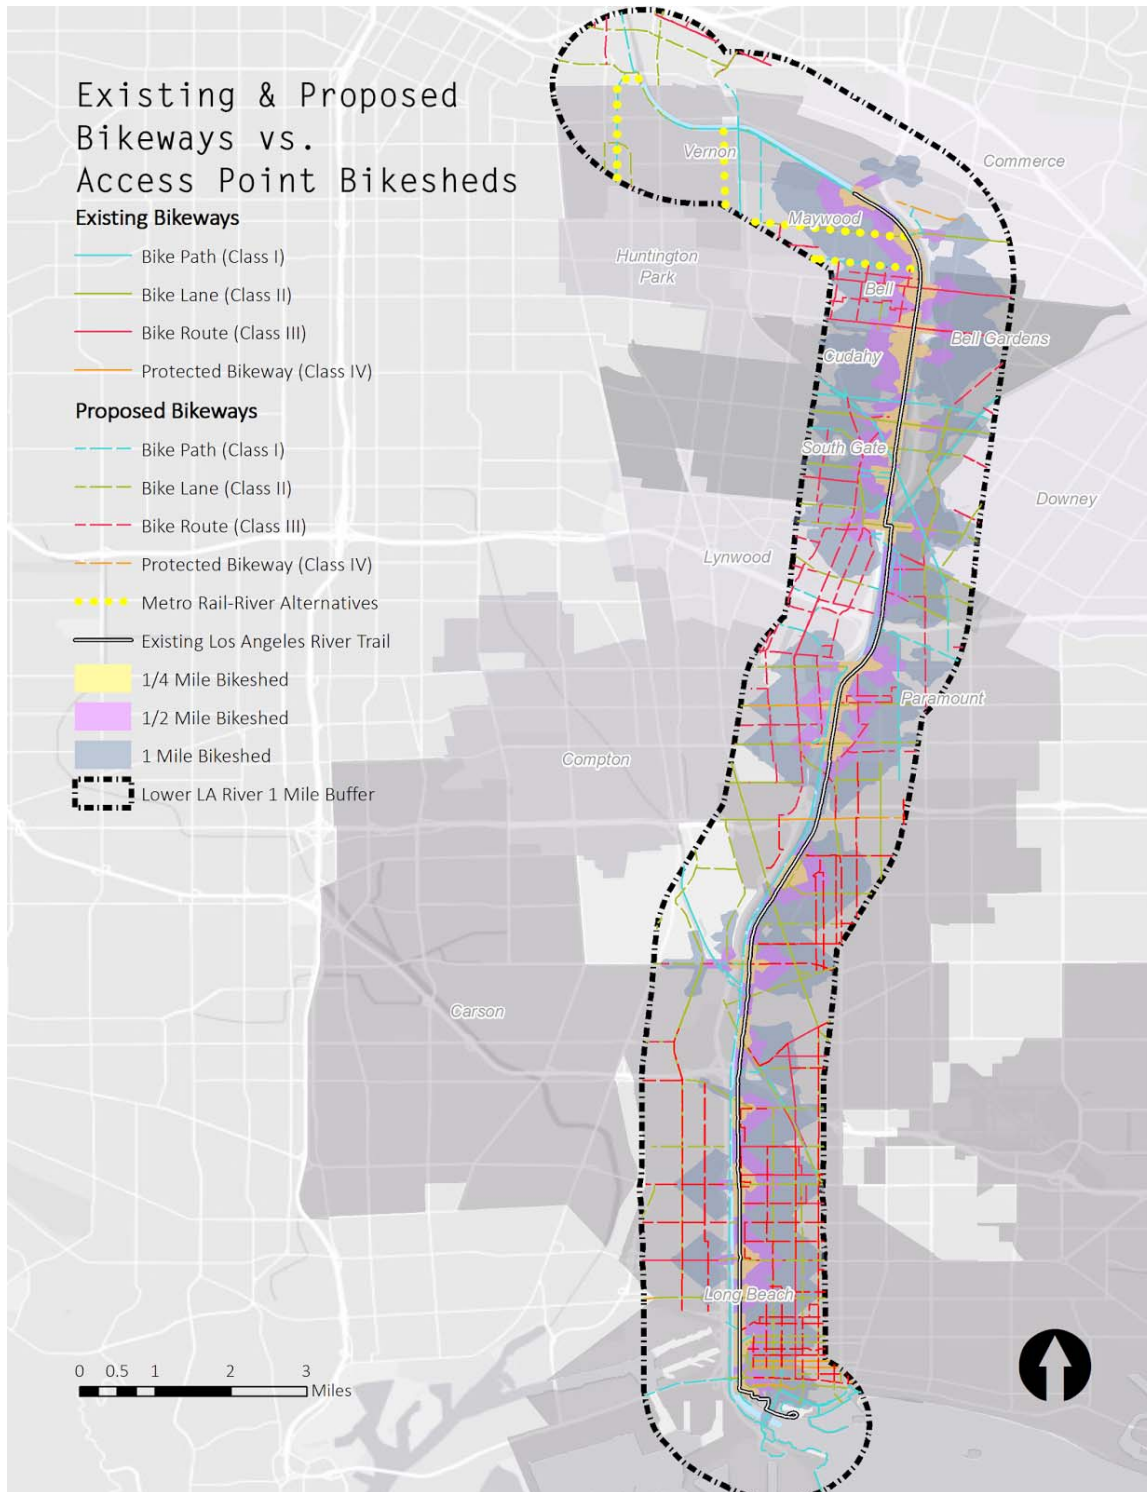 Existing & Proposed
Bikeways vs.
Access Point Bikesheds
Existing Bikeways
Bike Path (Class I)
Bike Lane (Class II)
Bike Route (Class III)
Protected Bikeway (Class IV)
Proposed Bikeways
Bike Path (Class I)
Bike Lane (Class II)
Bike Route (Class III)
Protected Bikeway (Class IV)
Metro Rail-River Alternatives
Existing Los Angeles River Trail
1/4 Mile Bikeshed
1/2 Mile Bikeshed
1 Mile Bikeshed
Lower LA River 1 Mile Buffer
Vernon
Commerce
Maywood
Huntington
Park
Bell
Bell Gardens
Cudahy
South Gate
Downey
Lynwood
Paramount
Compton
Carson
Long Beach
0 0.5 1 2 3
Miles